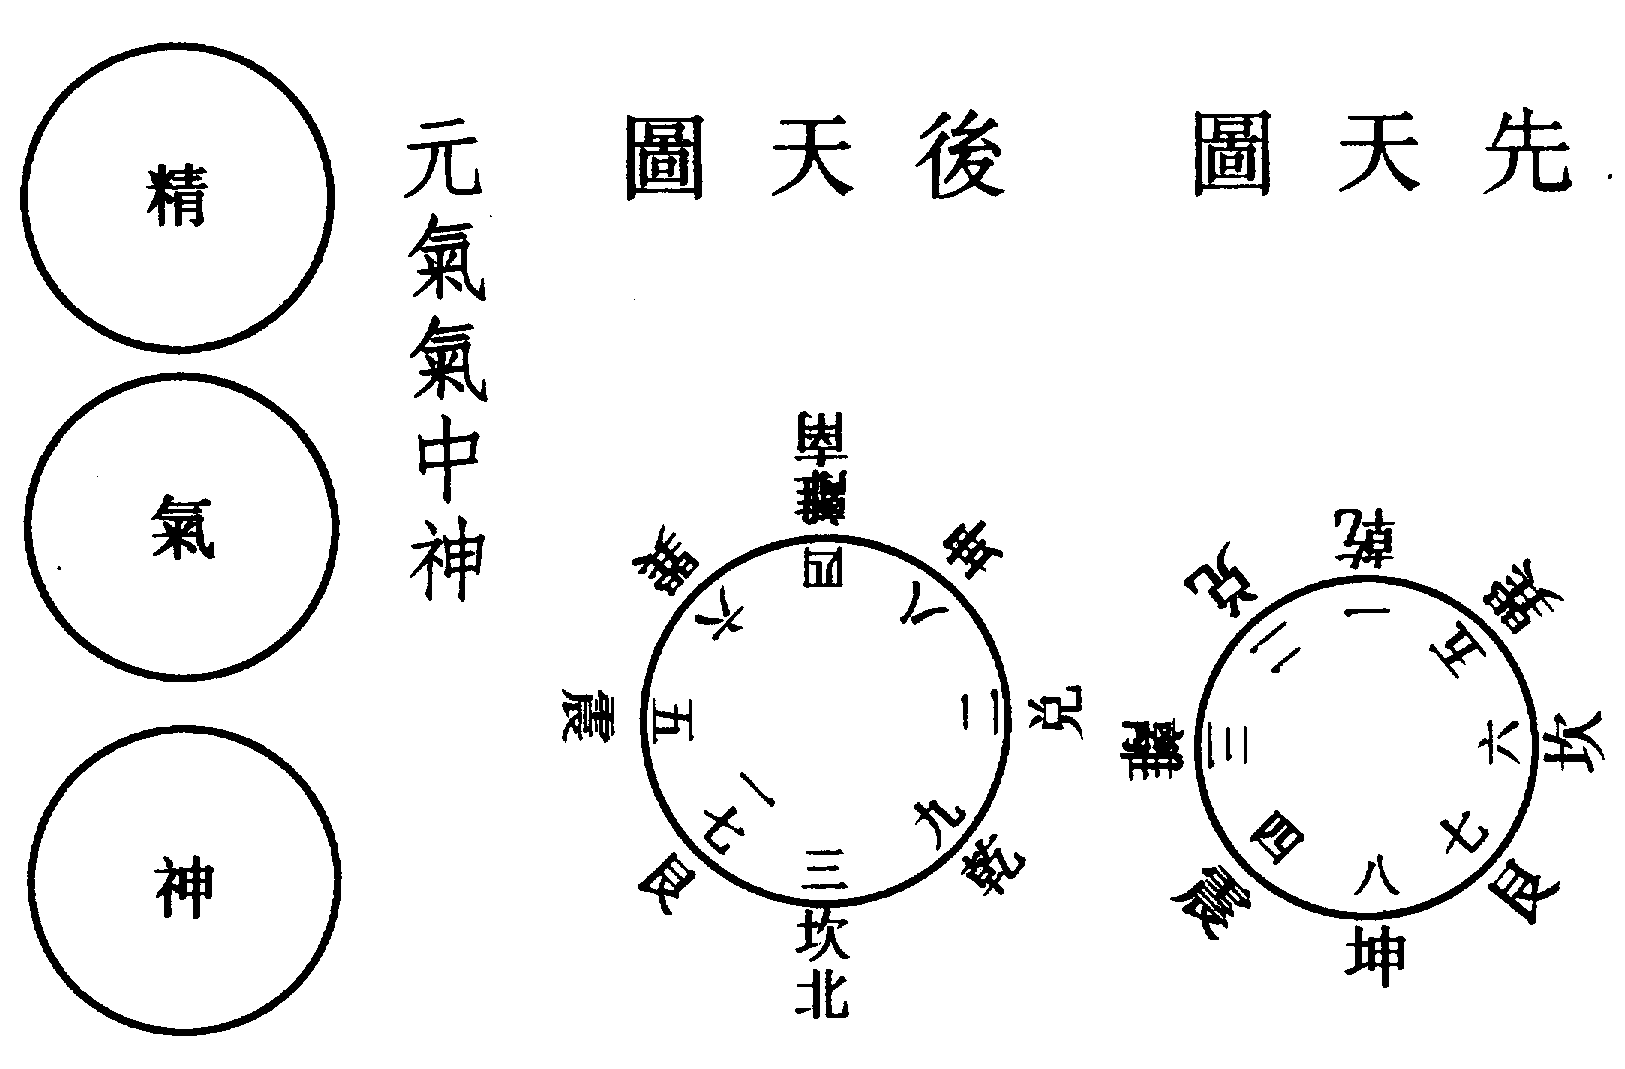 先天圖
乾
一
兌
二
離
三
震
四
巽
五
坎
六
艮
七
坤
八
後天圖
南
離
四
坤
八
兌
二
乾
九
坎
三
北
艮
七
一
震
五
巽
六
元氣氣中神
精
氣
神